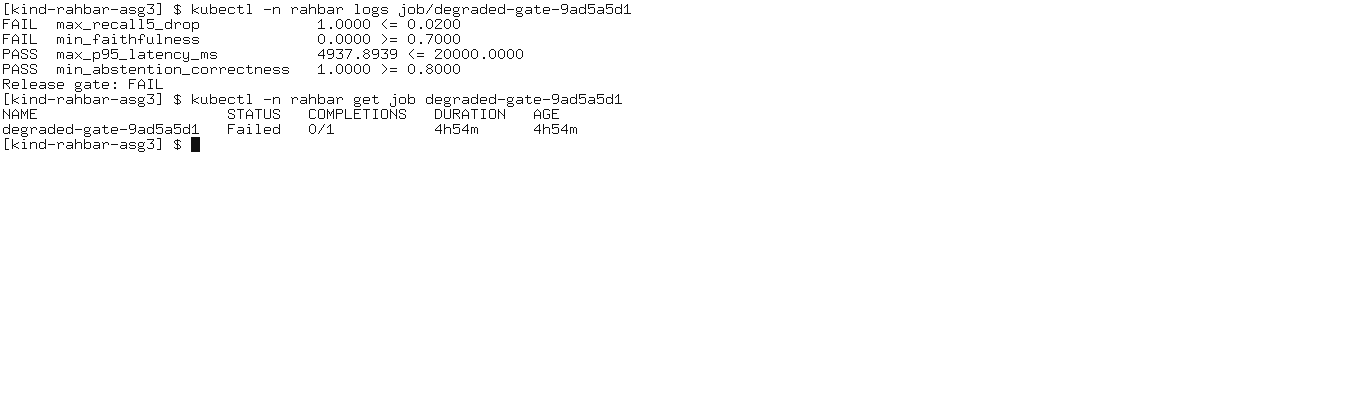 [kind-rahbar-asg3] $ kubectl -n rahbar logs job/degraded-gate-9ad5a5d1
FAIL  max_recall5_drop             1.0000 <= 0.0200
FAIL  min_faithfulness             0.0000 >= 0.7000
PASS  max_p95_latency_ms           4937.8939 <= 20000.0000
PASS  min_abstention_correctness   1.0000 >= 0.8000
Release gate: FAIL
[kind-rahbar-asg3] $ kubectl -n rahbar get job degraded-gate-9ad5a5d1
NAME                     STATUS   COMPLETIONS   DURATION   AGE
degraded-gate-9ad5a5d1   Failed   0/1           4h54m      4h54m
[kind-rahbar-asg3] $